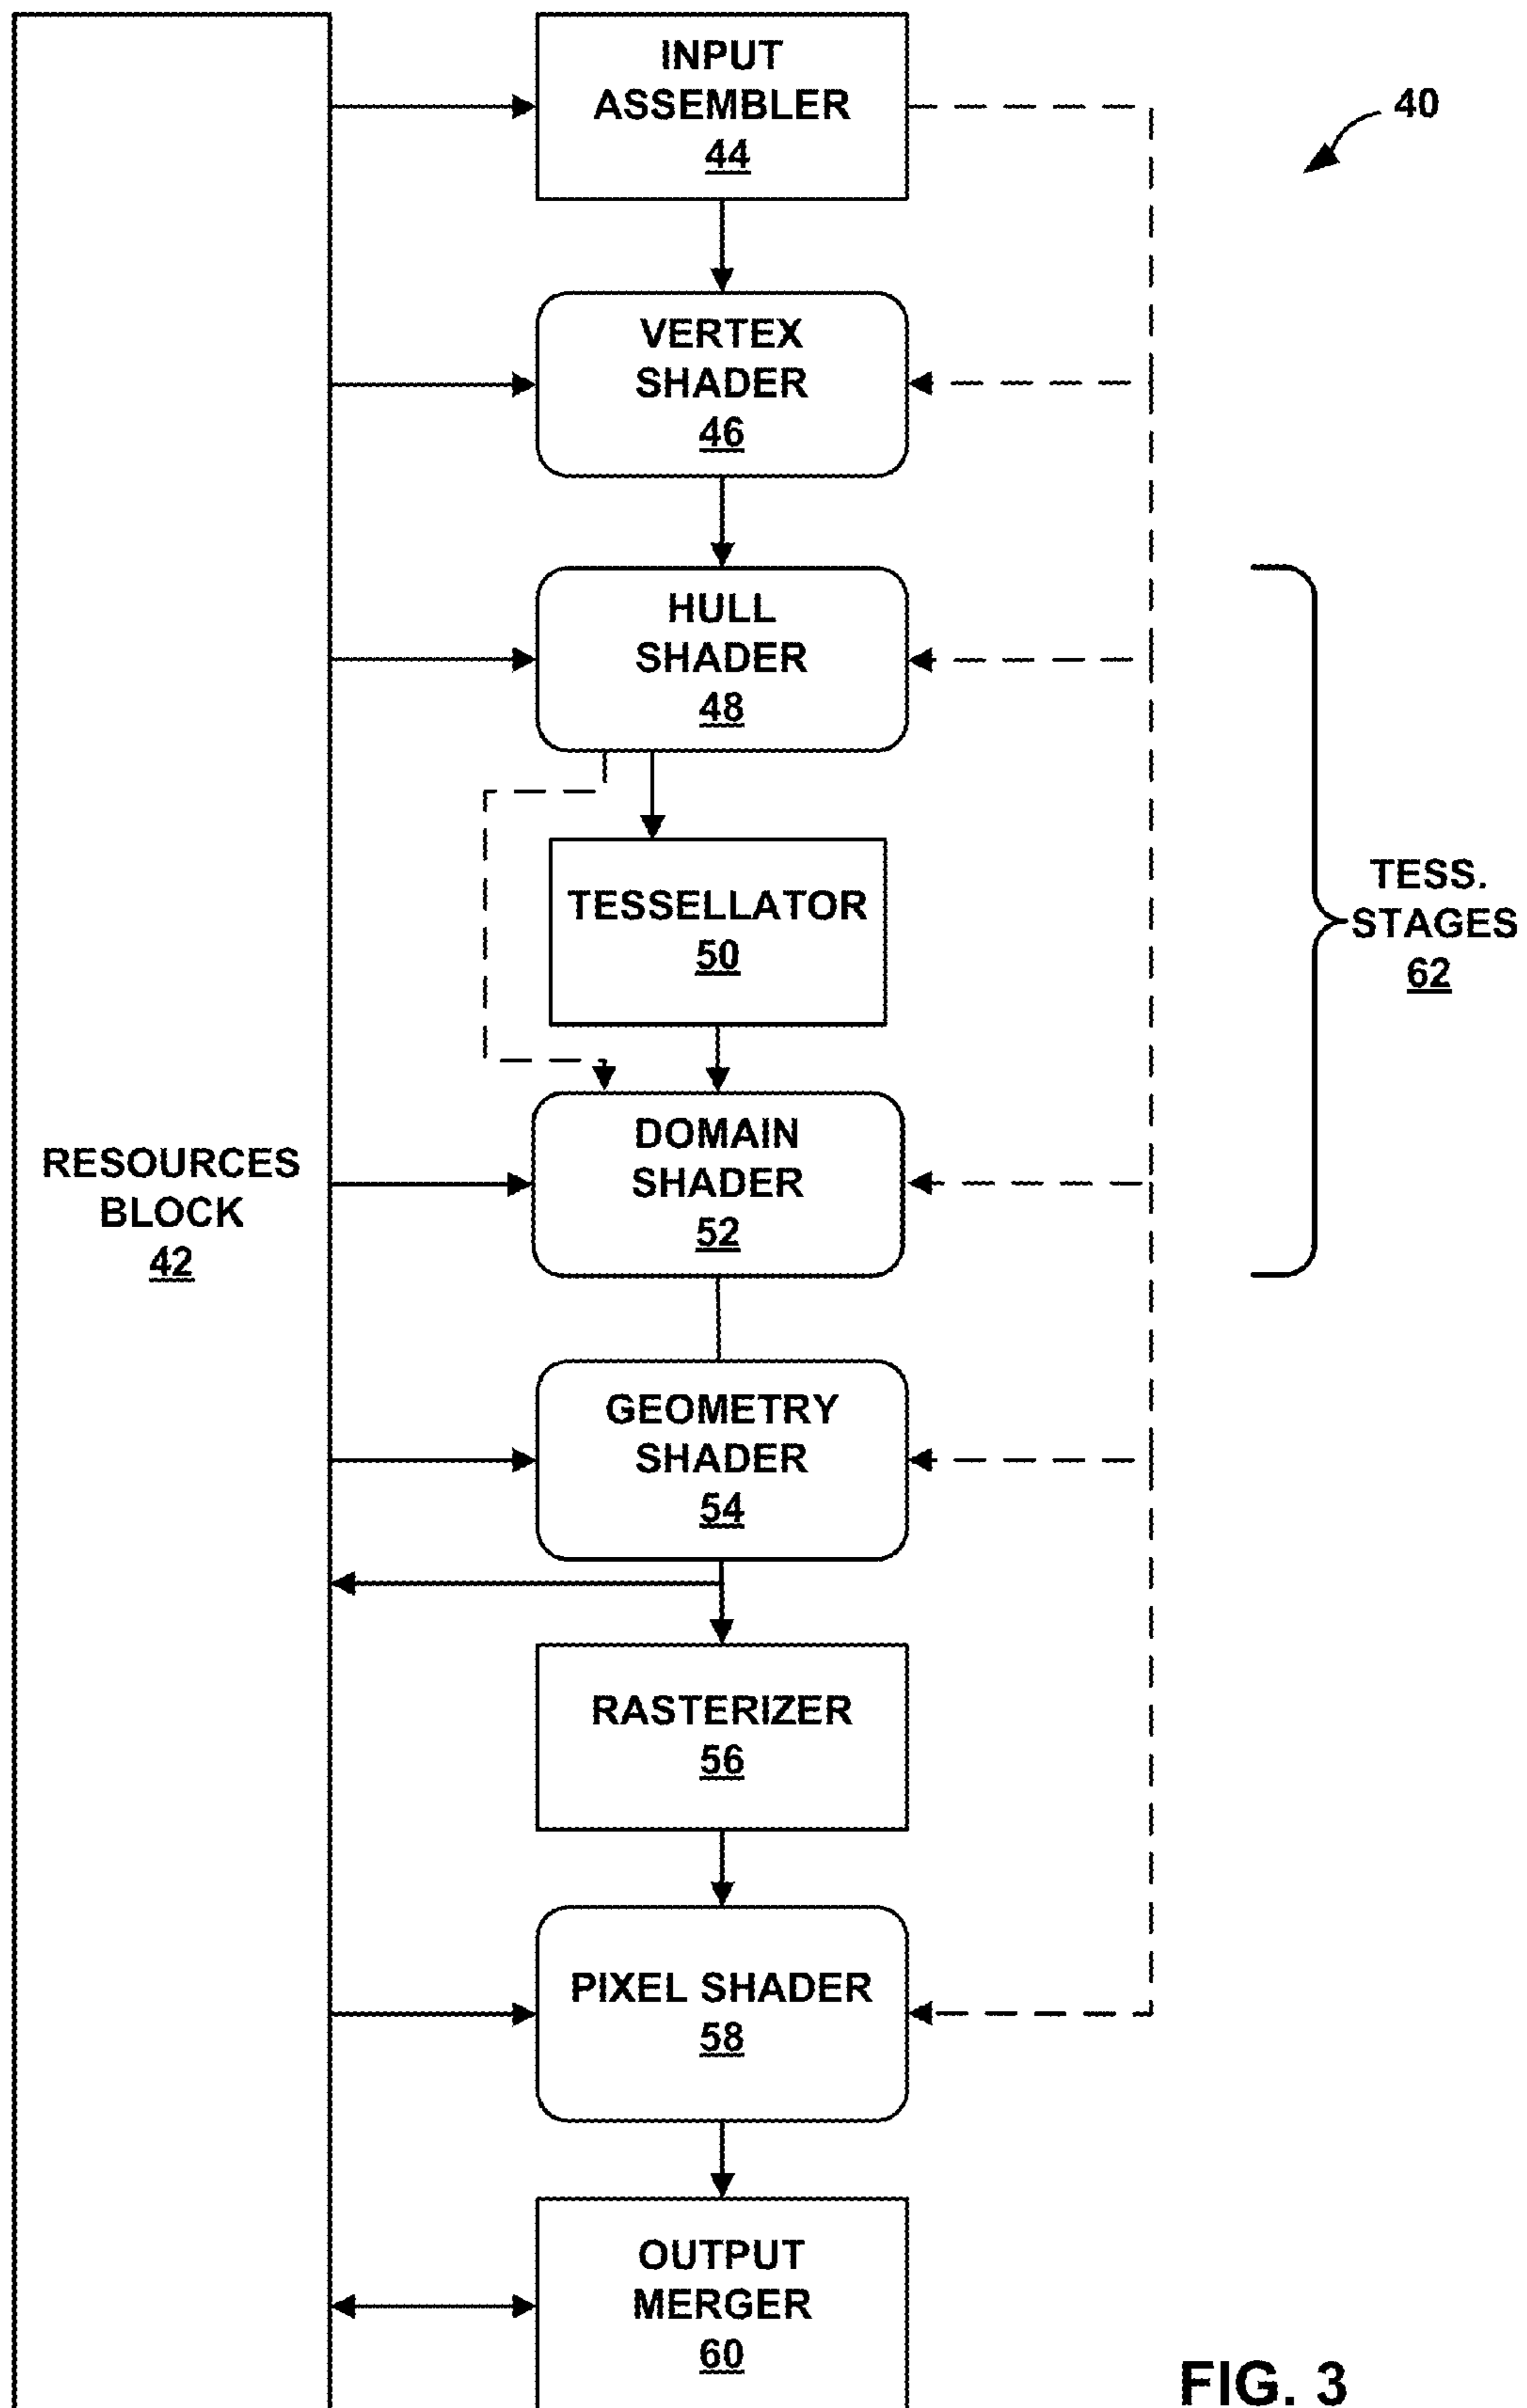 INPUT
ASSEMBLER
44
40
VERTEX
SHADER
46
HULL
SHADER
48
TESSELLATOR
50
TESS.
STAGES
62
RESOURCES
BLOCK
42
DOMAIN
SHADER
52
GEOMETRY
SHADER
54
RASTERIZER
56
PIXEL SHADER
58
OUTPUT
MERGER
60
FIG. 3